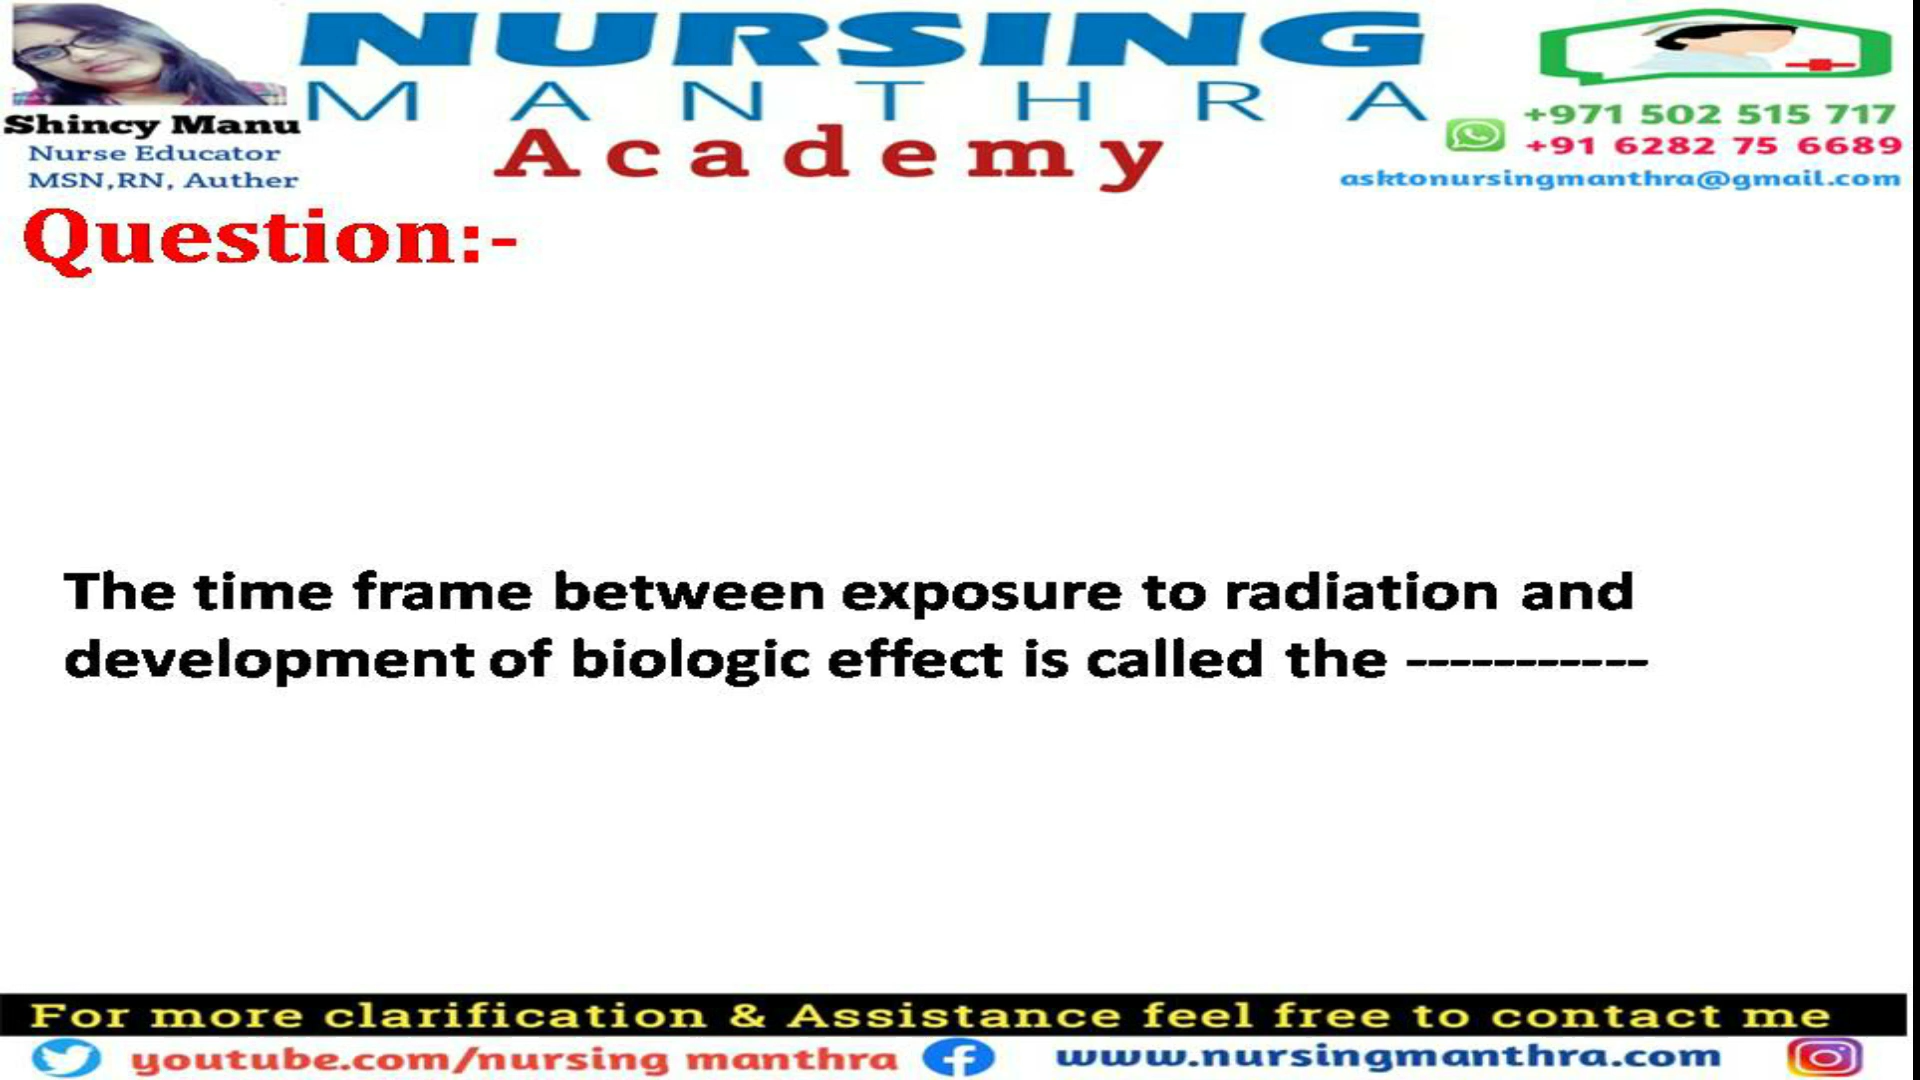 NURSING
MANTHRA
Academy
Shincy Manu
Nurse Educator
MSN,RN, Auther
+971 502 515 717
+91 6282 75 6689
asktonursingmanthra@gmail.com
Question:-
The time frame between exposure to radiation and
development of biologic effect is called the -----------
For more clarification & Assistance feel free to contact me
youtube.com/nursing manthra
www.nursingmanthra.com